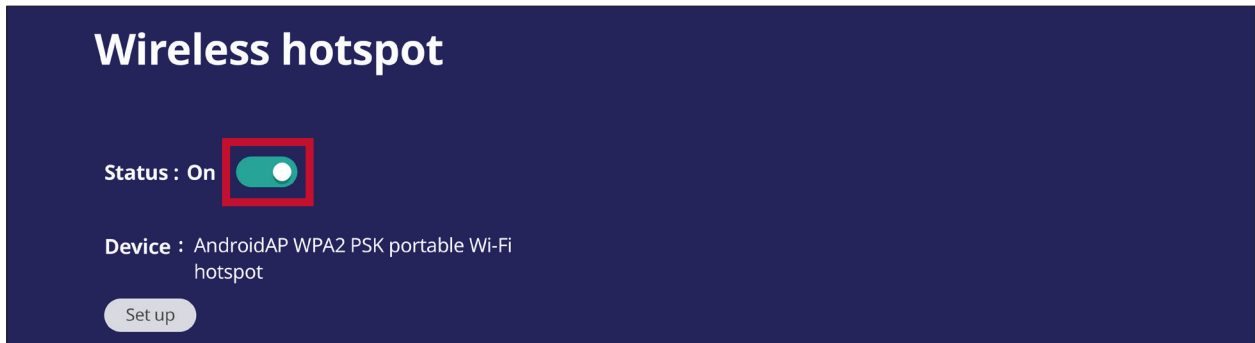 Wireless hotspot
Status : On
Device : AndroidAP WPA2 PSK portable Wi-Fi
hotspot
Set up